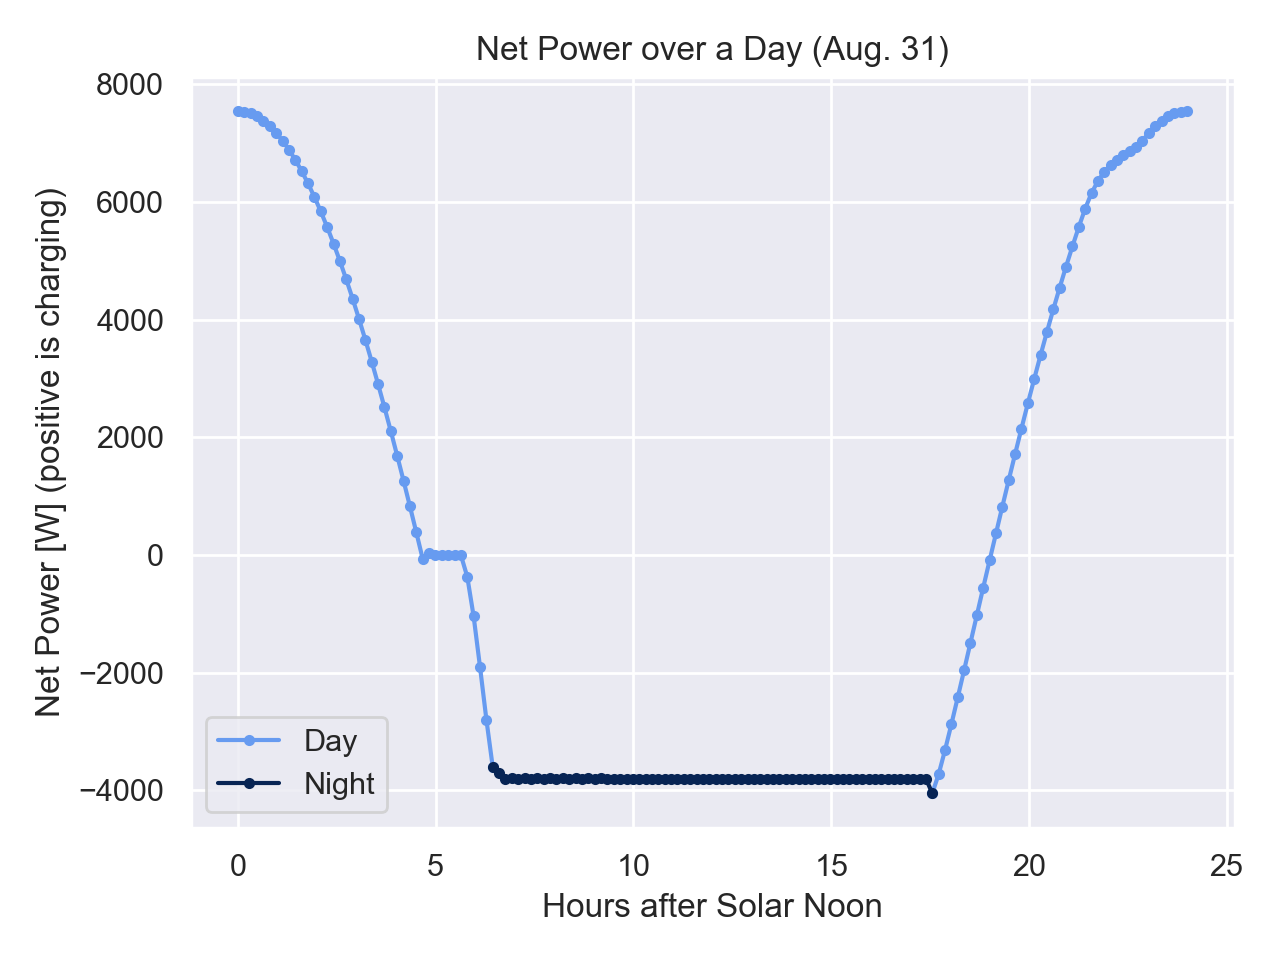 Net Power over a Day (Aug. 31)
Net Power [W] (positive is charging)
8000
6000
4000
2000
0
−2000
−4000
Day
Night
0 5 10 15 20 25
Hours after Solar Noon